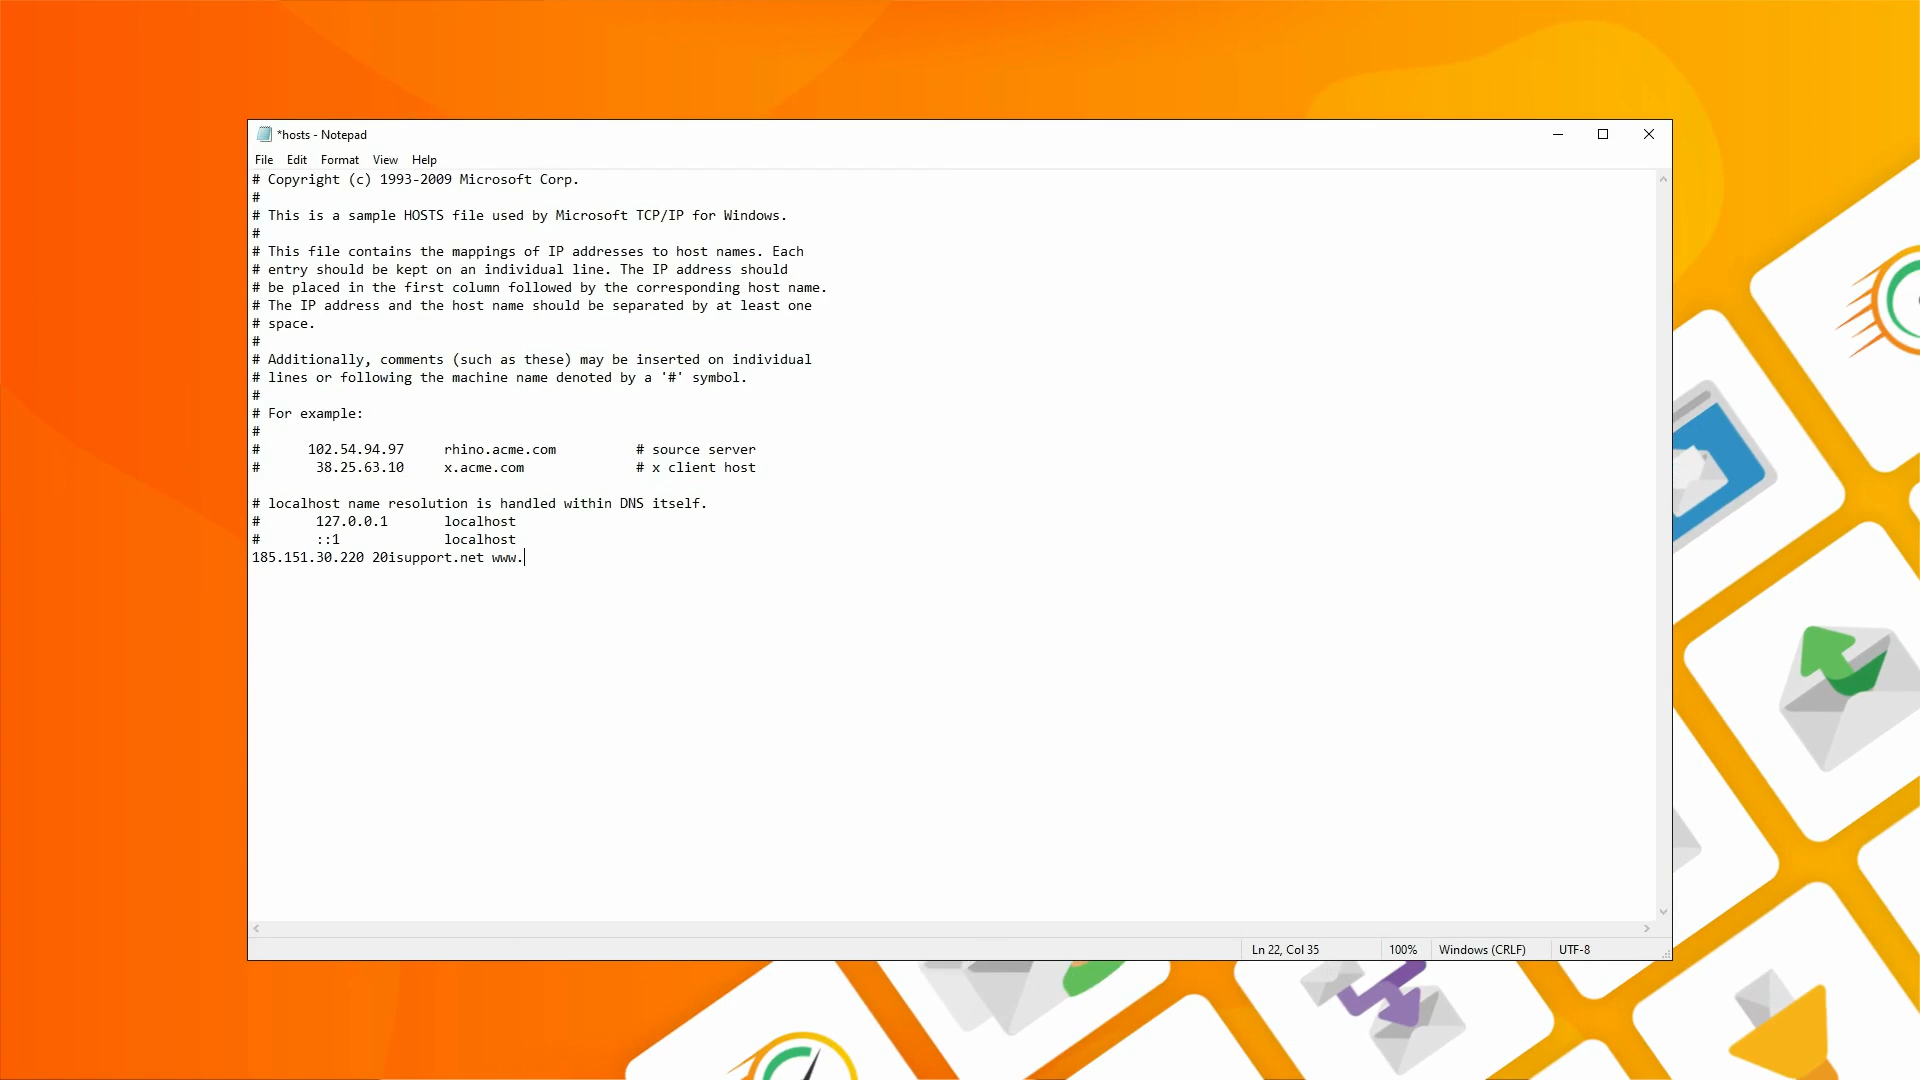 *hosts - Notepad
File Edit Format View Help
# Copyright (c) 1993-2009 Microsoft Corp.
#
# This is a sample HOSTS file used by Microsoft TCP/IP for Windows.
#
# This file contains the mappings of IP addresses to host names. Each
# entry should be kept on an individual line. The IP address should
# be placed in the first column followed by the corresponding host name.
# The IP address and the host name should be separated by at least one
# space.
#
# Additionally, comments (such as these) may be inserted on individual
# lines or following the machine name denoted by a '#' symbol.
#
# For example:
#
#      102.54.94.97     rhino.acme.com          # source server
#       38.25.63.10     x.acme.com              # x client host

# localhost name resolution is handled within DNS itself.
#       127.0.0.1       localhost
#       ::1             localhost
185.151.30.220 20isupport.net www.
Ln 22, Col 35 100% Windows (CRLF) UTF-8